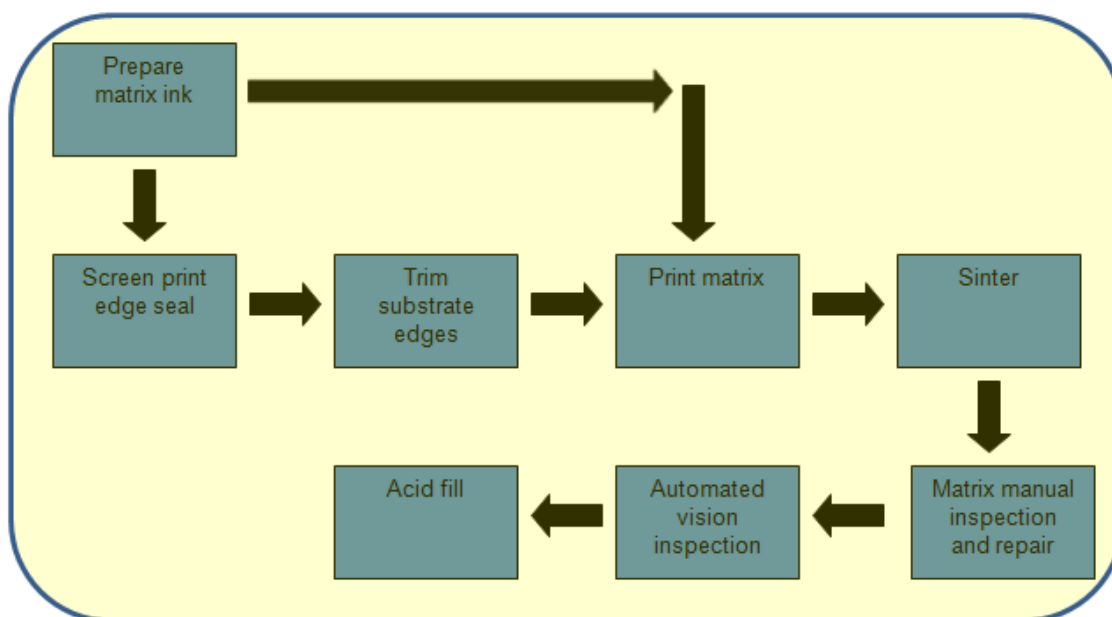 Prepare
matrix ink
Screen print
edge seal
Trim
substrate
edges
Print matrix
Sinter
Acid fill
Automated
vision
inspection
Matrix manual
inspection
and repair